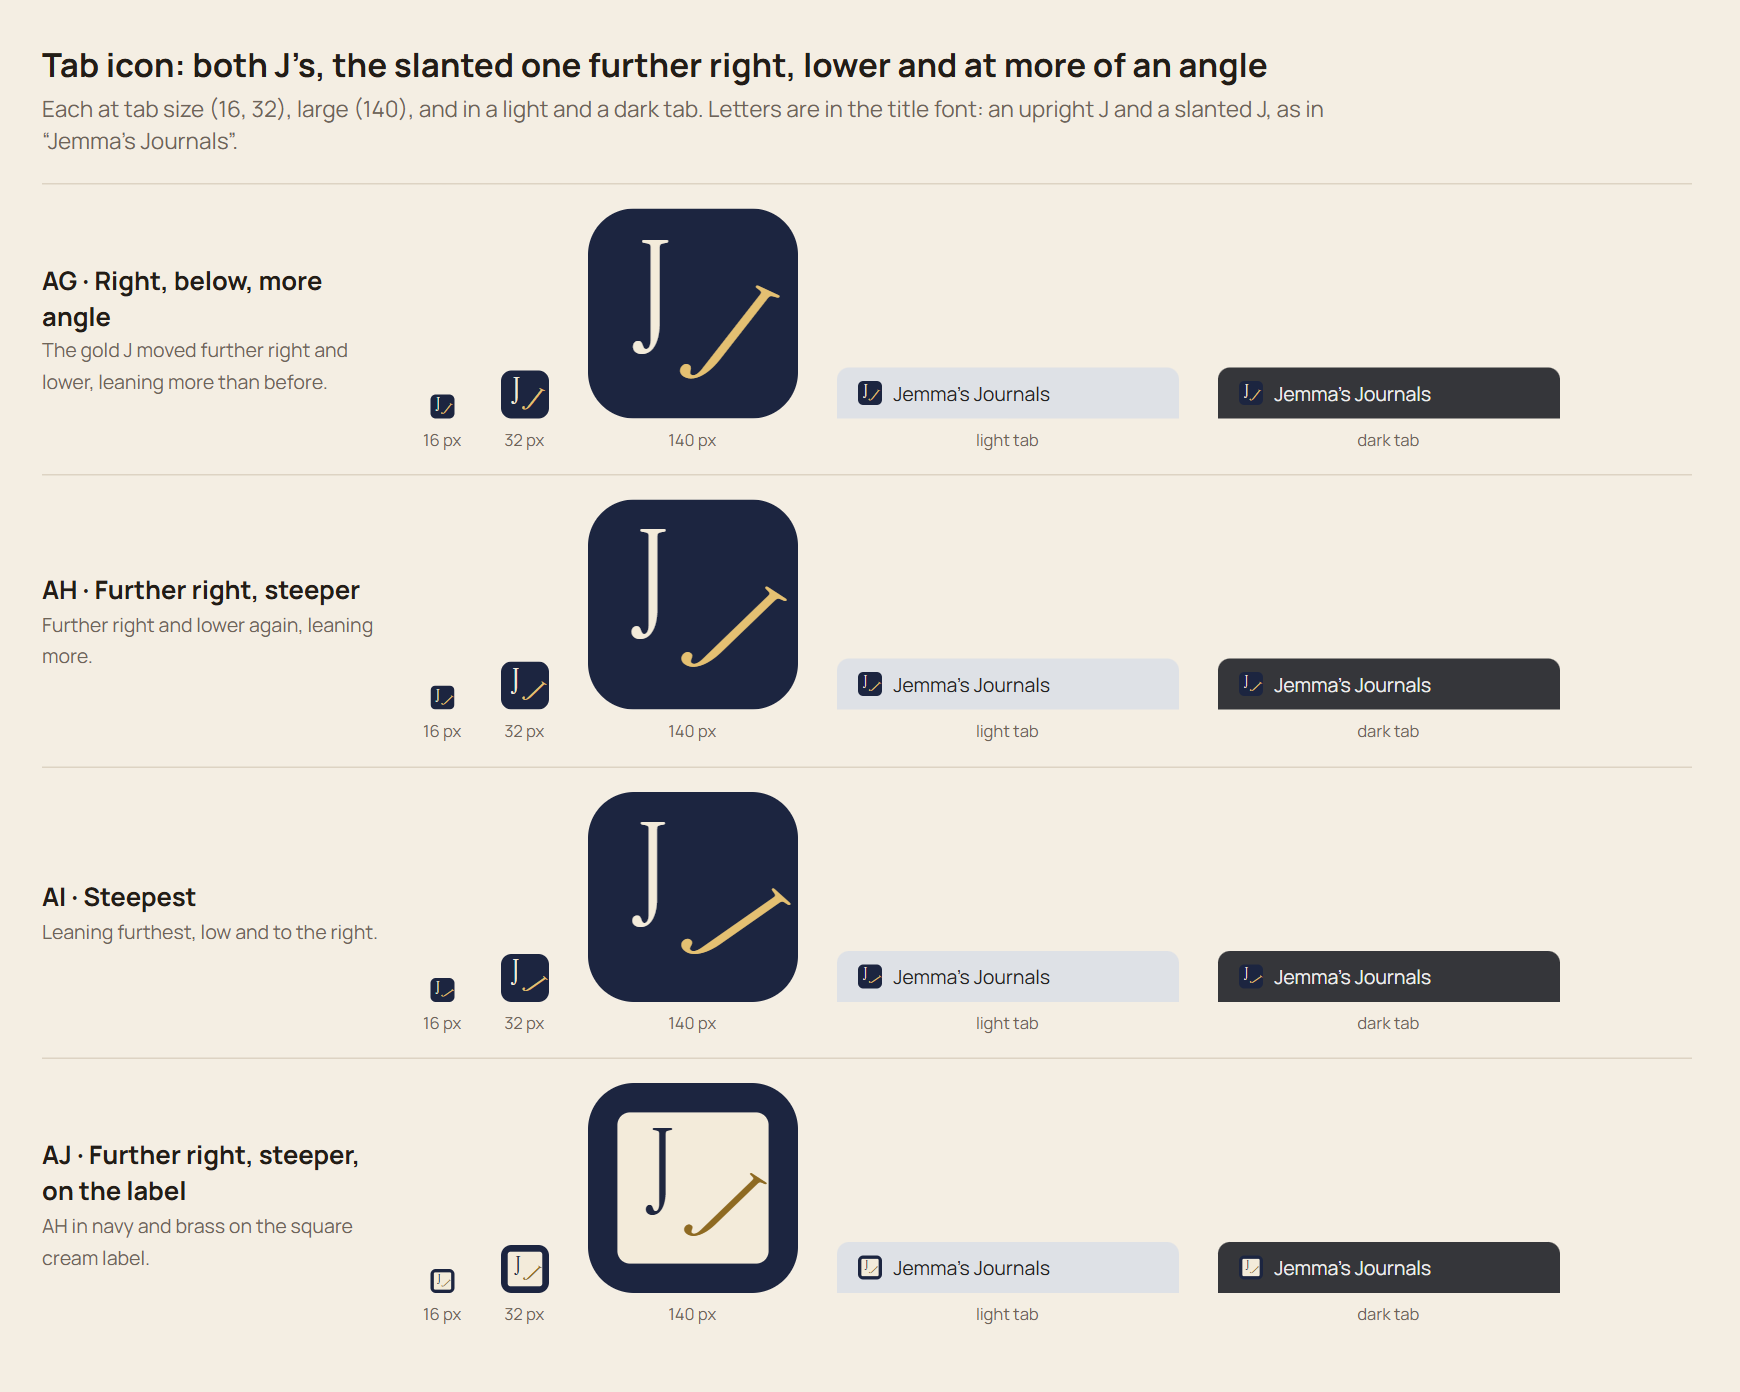 Tab icon: both J’s, the slanted one further right, lower and at more of an angle
Each at tab size (16, 32), large (140), and in a light and a dark tab. Letters are in the title font: an upright J and a slanted J, as in
“Jemma’s Journals”.
AG · Right, below, more
angle
The gold J moved further right and
lower, leaning more than before.
J J
16 px
J J
32 px
J J
140 px
J J Jemma’s Journals
light tab
J J Jemma’s Journals
dark tab
AH · Further right, steeper
Further right and lower again, leaning
more.
J J
16 px
J J
32 px
J J
140 px
J J Jemma’s Journals
light tab
J J Jemma’s Journals
dark tab
AI · Steepest
Leaning furthest, low and to the right.
J J
16 px
J J
32 px
J J
140 px
J J Jemma’s Journals
light tab
J J Jemma’s Journals
dark tab
AJ · Further right, steeper,
on the label
AH in navy and brass on the square
cream label.
J J
16 px
J J
32 px
J J
140 px
J J Jemma’s Journals
light tab
J J Jemma’s Journals
dark tab